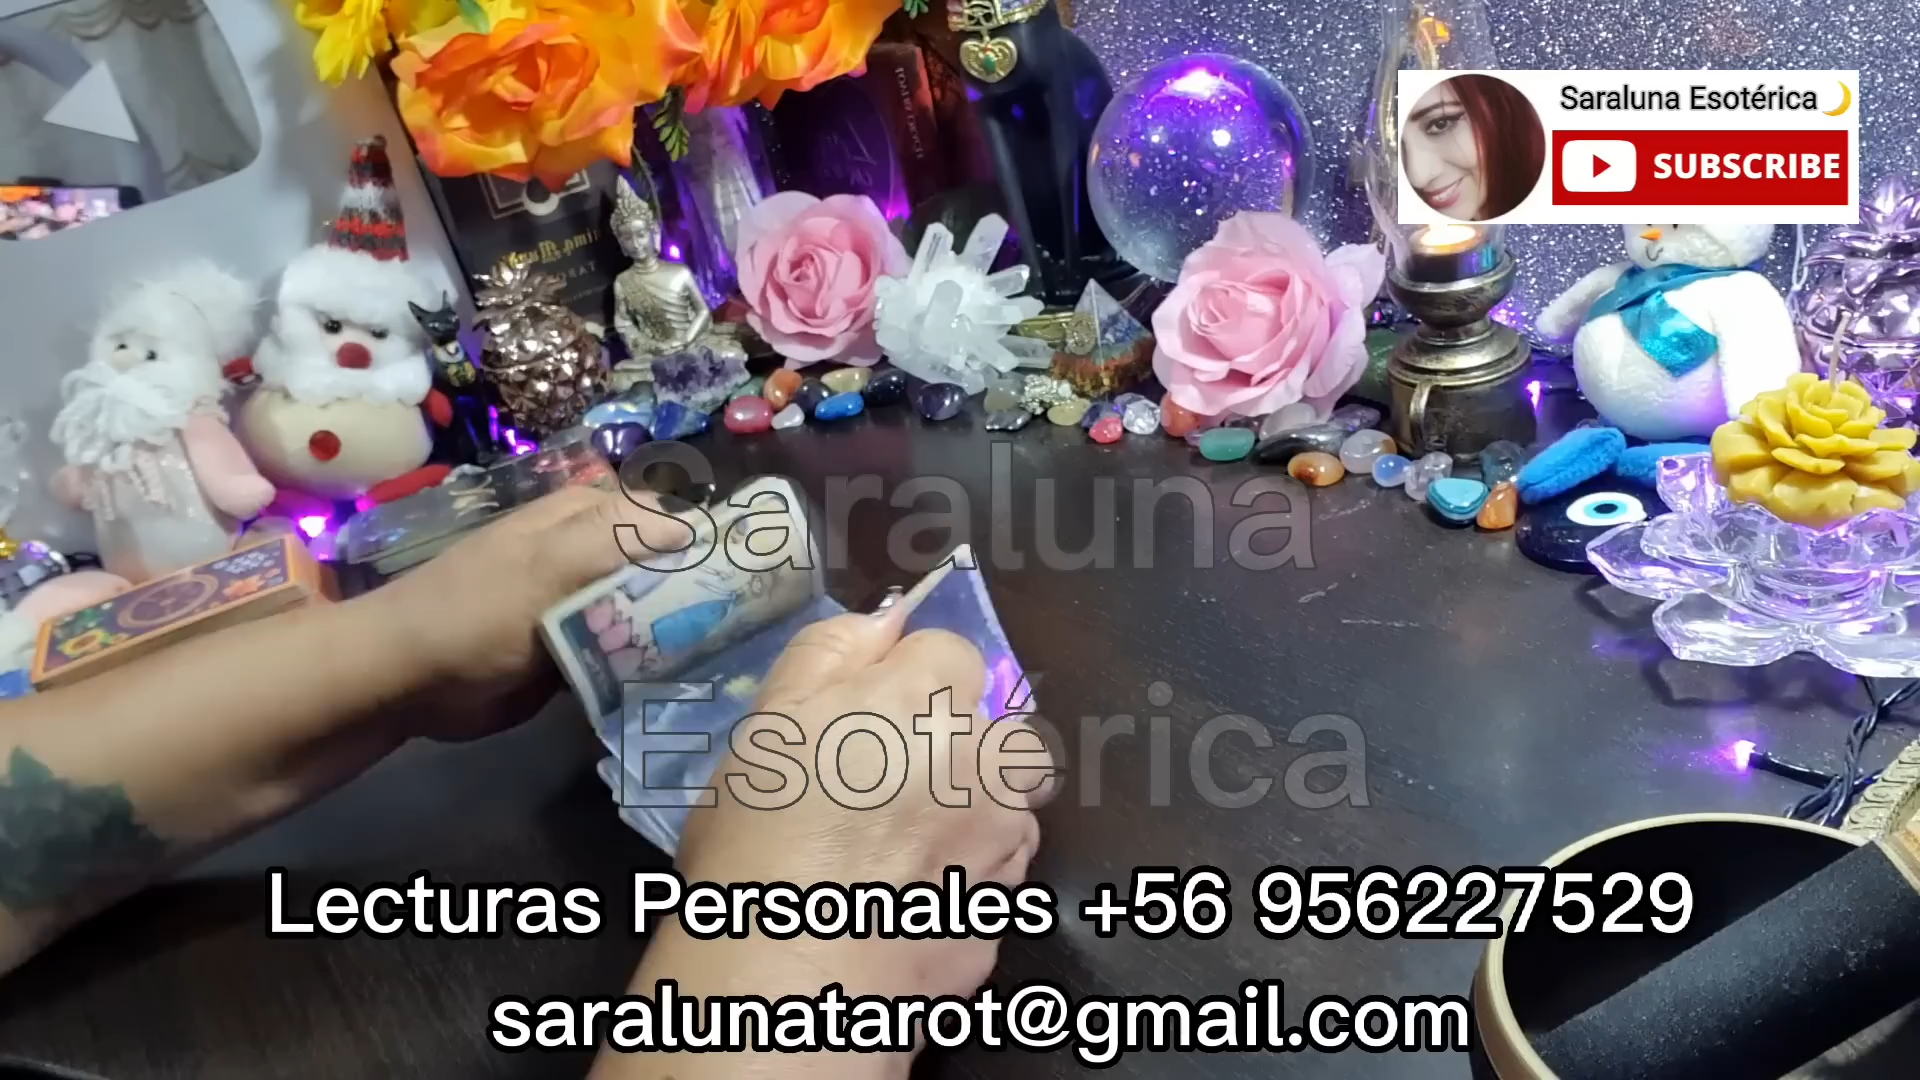 Saraluna Esotérica
SUBSCRIBE
Saraluna
Esotérica
Lecturas Personales +56 956227529
saralunatarot@gmail.com